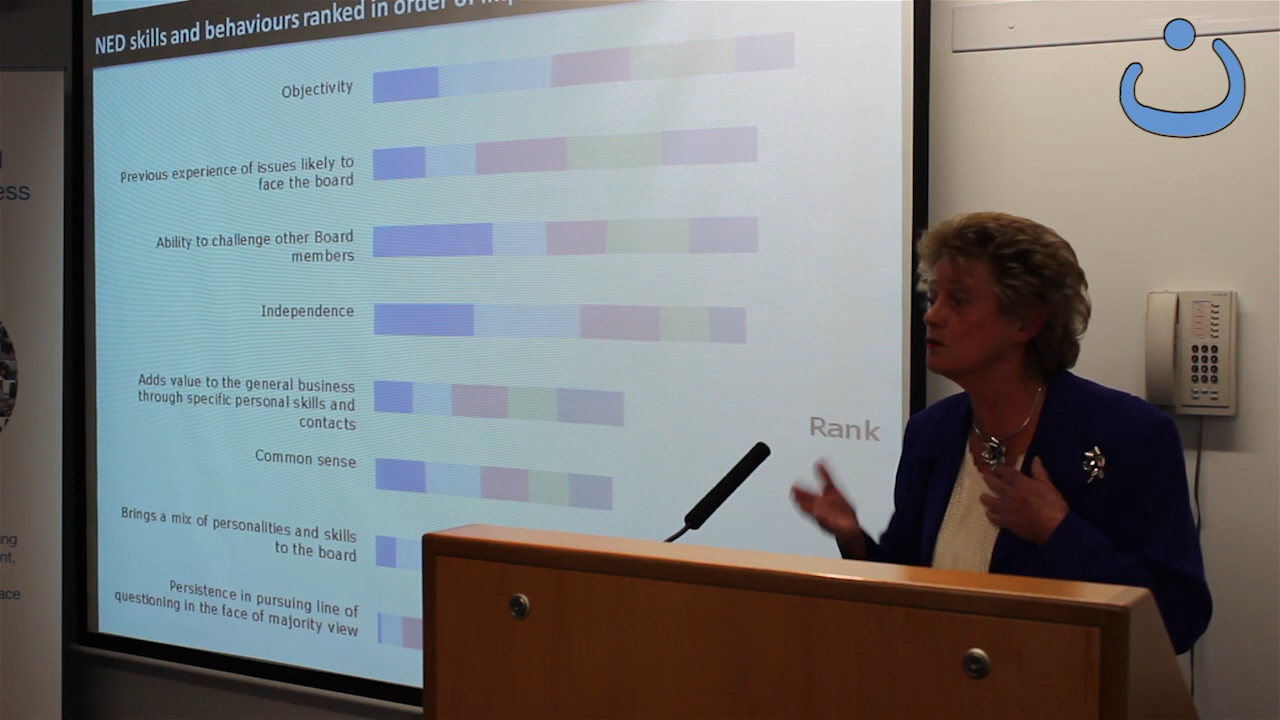 NED skills and behaviours ranked in order of
Objectivity
Previous experience of issues likely to
face the board
Ability to challenge other Board
members
Independence
Adds value to the general business
through specific personal skills and
contacts
Common sense
Brings a mix of personalities and skills
to the board
Persistence in pursuing line of
questioning in the face of majority view
Rank
ess
ing
nt,
ace